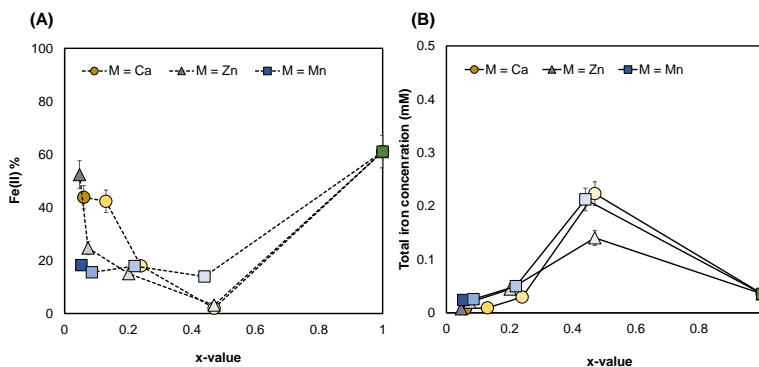 (A)
(B)
100
80
60
40
20
0
Fe(II) %
M = Ca
M = Zn
M = Mn
0
0.2
0.4
0.6
0.8
1
x-value
0.5
0.4
0.3
0.2
0.1
0
Total iron concenration (mM)
M = Ca
M = Zn
M = Mn
0
0.2
0.4
0.6
0.8
x-value